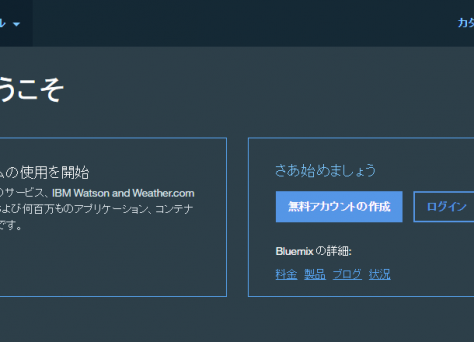 ル
カタ
うこそ
ムの使用を開始
のサービス、IBM Watson and Weather.com
および何百万ものアプリケーション、コンテナ
です。
さあ始めましょう
無料アカウントの作成
ログイン
Bluemix の詳細:
料金 製品 ブログ 状況